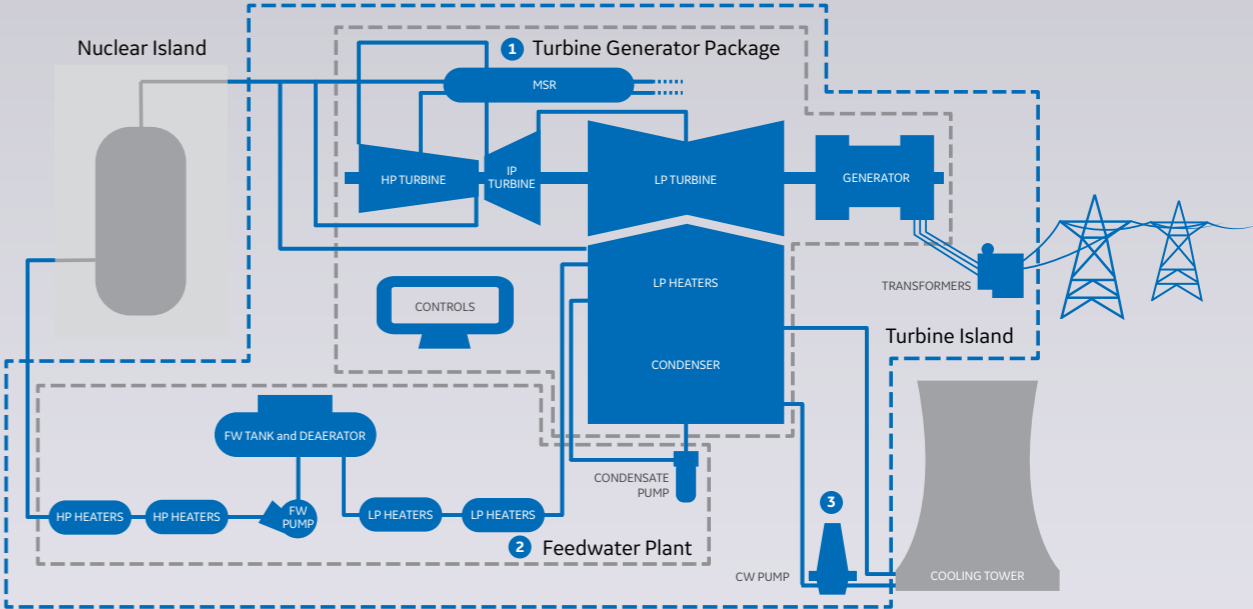 Nuclear Island
1 Turbine Generator Package
MSR
HP TURBINE
IP
TURBINE
LP TURBINE
GENERATOR
TRANSFORMERS
LP HEATERS
CONTROLS
Turbine Island
CONDENSER
FW TANK and DEAERATOR
CONDENSATE
PUMP
HP HEATERS
HP HEATERS
FW
PUMP
LP HEATERS
LP HEATERS
2 Feedwater Plant
3
CW PUMP
COOLING TOWER